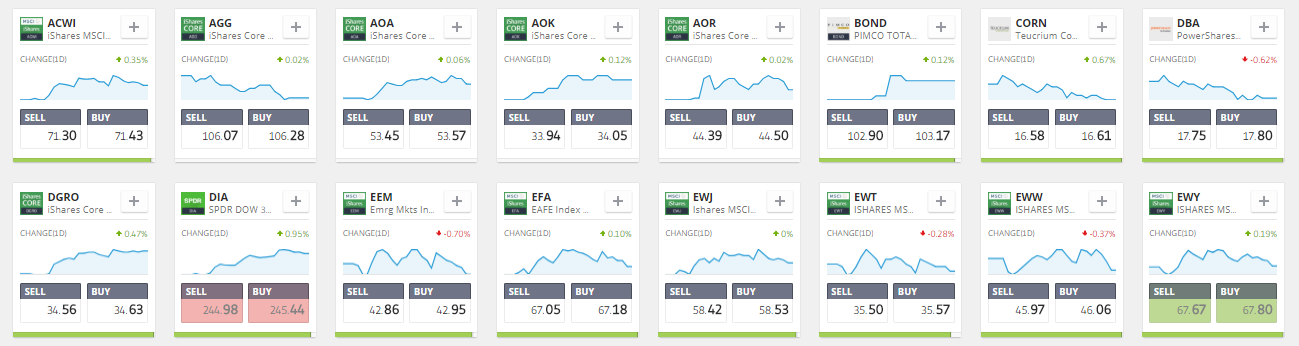 ACWI
iShares MSCI...
CHANGE(1D) 0.35%
SELL BUY
71.30 71.43
AGG
iShares Core ...
CHANGE(1D) 0.02%
SELL BUY
106.07 106.28
AOA
iShares Core ...
CHANGE(1D) 0.06%
SELL BUY
53.45 53.57
AOK
iShares Core ...
CHANGE(1D) 0.12%
SELL BUY
33.94 34.05
AOR
iShares Core ...
CHANGE(1D) 0.02%
SELL BUY
44.39 44.50
BOND
PIMCO TOTA...
CHANGE(1D) 0.12%
SELL BUY
102.90 103.17
CORN
Teucrium Co...
CHANGE(1D) 0.67%
SELL BUY
16.58 16.61
DBA
PowerShares...
CHANGE(1D) -0.62%
SELL BUY
17.75 17.80
DGRO
iShares Core ...
CHANGE(1D) 0.47%
SELL BUY
34.56 34.63
SPDR
DIA
SPDR DOW 3...
CHANGE(1D) 0.95%
SELL BUY
244.98 245.44
EEM
Emrg Mkts In...
CHANGE(1D) -0.70%
SELL BUY
42.86 42.95
EFA
EAFE Index ...
CHANGE(1D) 0.10%
SELL BUY
67.05 67.18
EWJ
Ishares MSCI...
CHANGE(1D) 0%
SELL BUY
58.42 58.53
EWT
ISHARES MS...
CHANGE(1D) -0.28%
SELL BUY
35.50 35.57
EWW
ISHARES MS...
CHANGE(1D) -0.37%
SELL BUY
45.97 46.06
EWY
ISHARES MS...
CHANGE(1D) 0.19%
SELL BUY
67.67 67.80